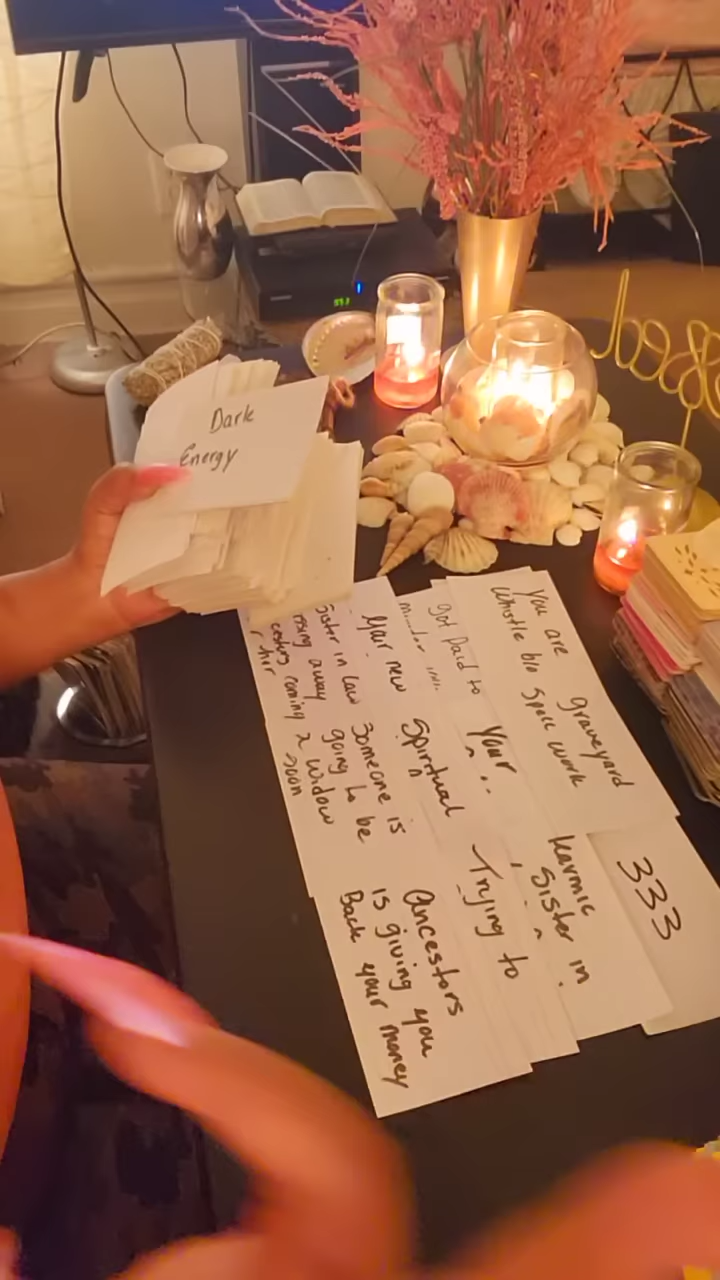 Dark
Energy
You are
Whistle blo
graveyard
Spell work
Got Paid to
Your
Your new
Spiritual
Sister in law
Someone is
going to be
a widow
soon
333
Karmic
Sister in
Trying to
Ancestors
is giving you
Back your money